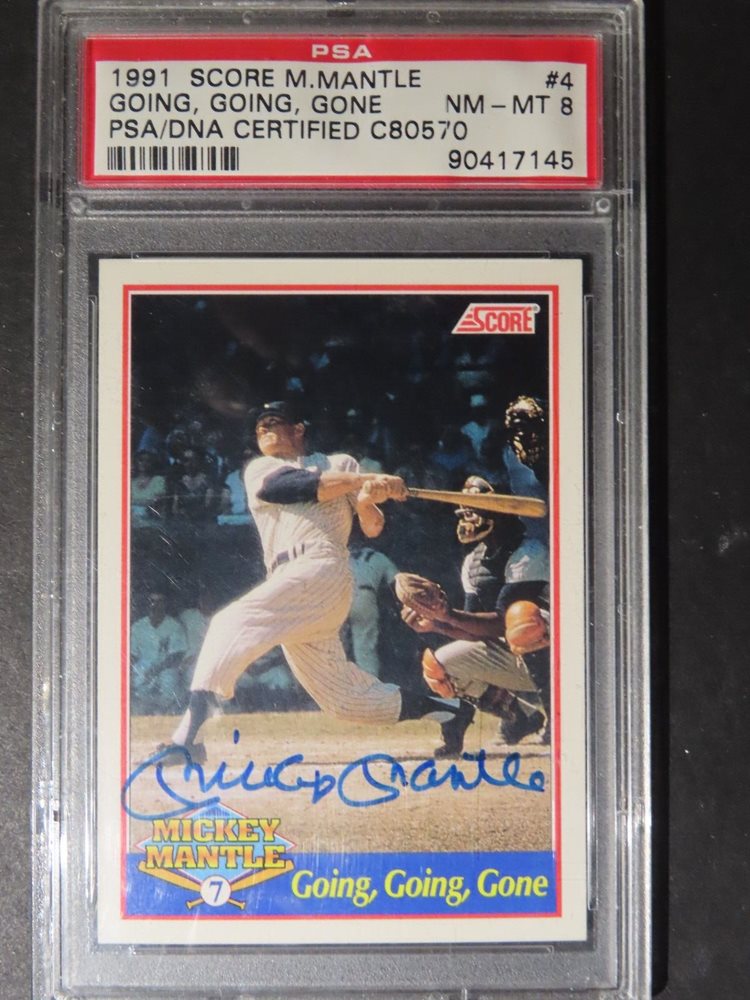 PSA
1991 SCORE M.MANTLE #4
GOING, GOING, GONE NM-MT 8
PSA/DNA CERTIFIED C80570
90417145
SCORE®
Mickey Mantle
MICKEY
MANTLE
7
Going, Going, Gone